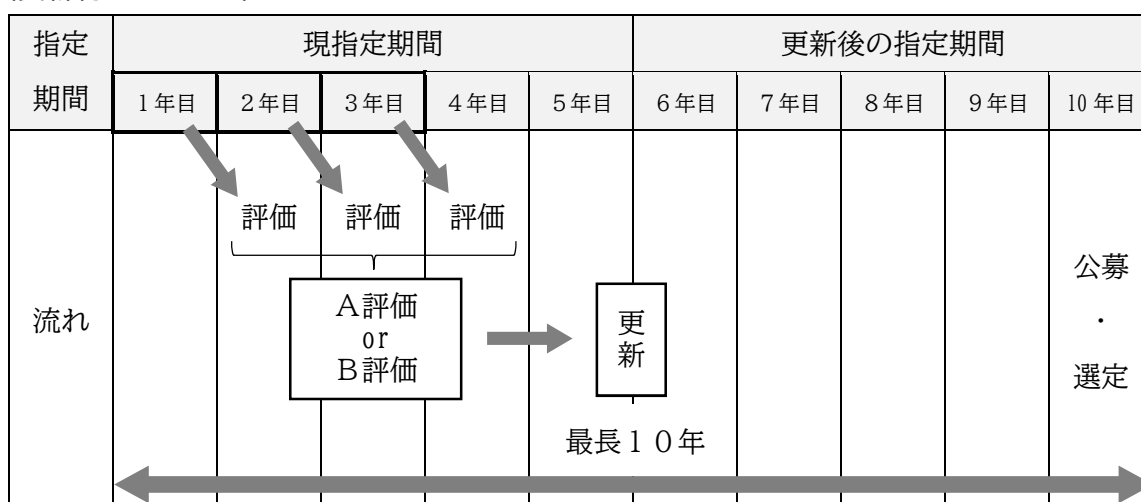 指定
期間
現指定期間
更新後の指定期間
1年目
2年目
3年目
4年目
5年目
6年目
7年目
8年目
9年目
10年目
流れ
評価
評価
評価
A評価
or
B評価
更新
公募
・
選定
最長10年